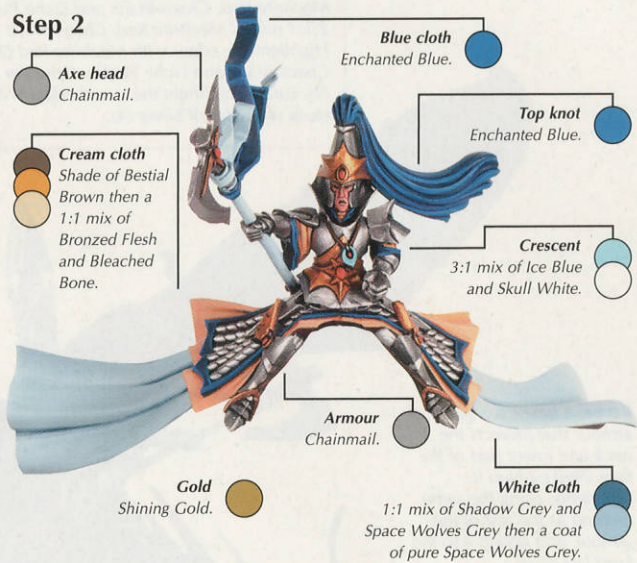 Step 2
Blue cloth
Enchanted Blue.
Axe head
Chainmail.
Top knot
Enchanted Blue.
Cream cloth
Shade of Bestial
Brown then a
1:1 mix of
Bronzed Flesh
and Bleached
Bone.
Crescent
3:1 mix of Ice Blue
and Skull White.
Armour
Chainmail.
Gold
Shining Gold.
White cloth
1:1 mix of Shadow Grey and
Space Wolves Grey then a coat
of pure Space Wolves Grey.